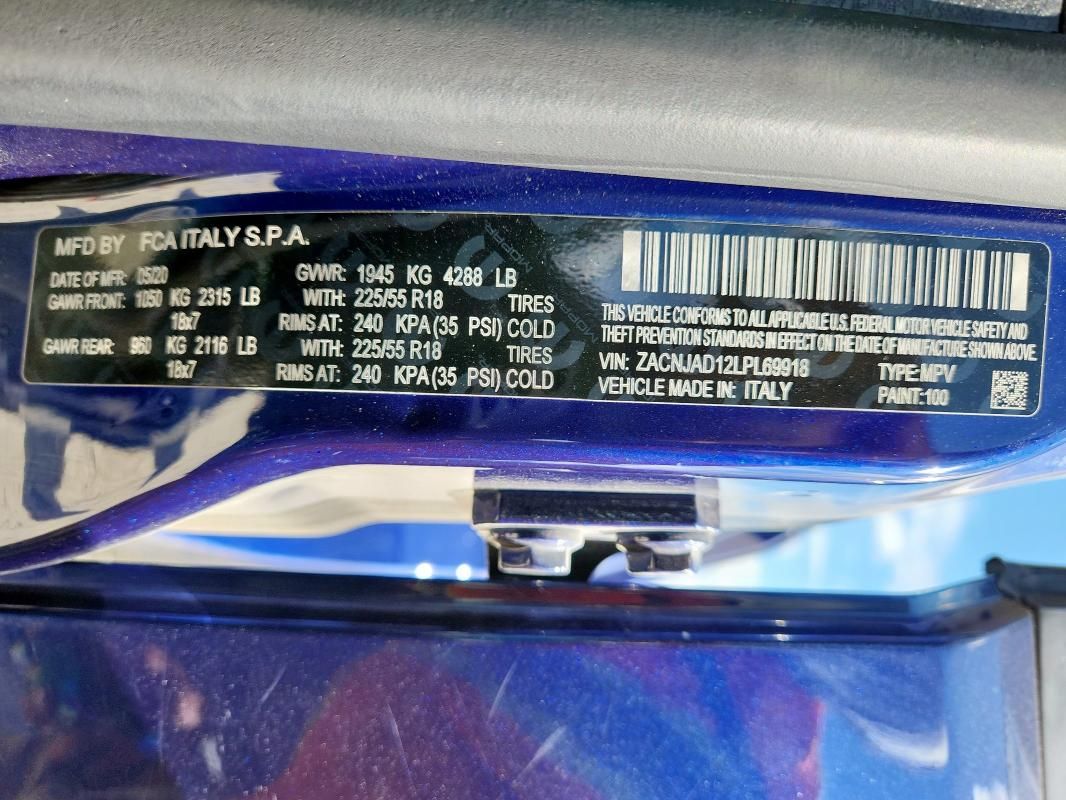 MFD BY FCA ITALY S.P.A.
DATE OF MFR: 05/20 GVWR: 1945 KG 4288 LB
GAWR FRONT: 1050 KG 2315 LB WITH: 225/55 R18 TIRES
18x7 RIMS AT: 240 KPA (35 PSI) COLD
GAWR REAR: 960 KG 2116 LB WITH: 225/55 R18 TIRES
18x7 RIMS AT: 240 KPA (35 PSI) COLD
THIS VEHICLE CONFORMS TO ALL APPLICABLE U.S. FEDERAL MOTOR VEHICLE SAFETY AND
THEFT PREVENTION STANDARDS IN EFFECT ON THE DATE OF MANUFACTURE SHOWN ABOVE.
VIN: ZACNJAD12LPL69918 TYPE: MPV
VEHICLE MADE IN: ITALY PAINT: 100
MOPAR